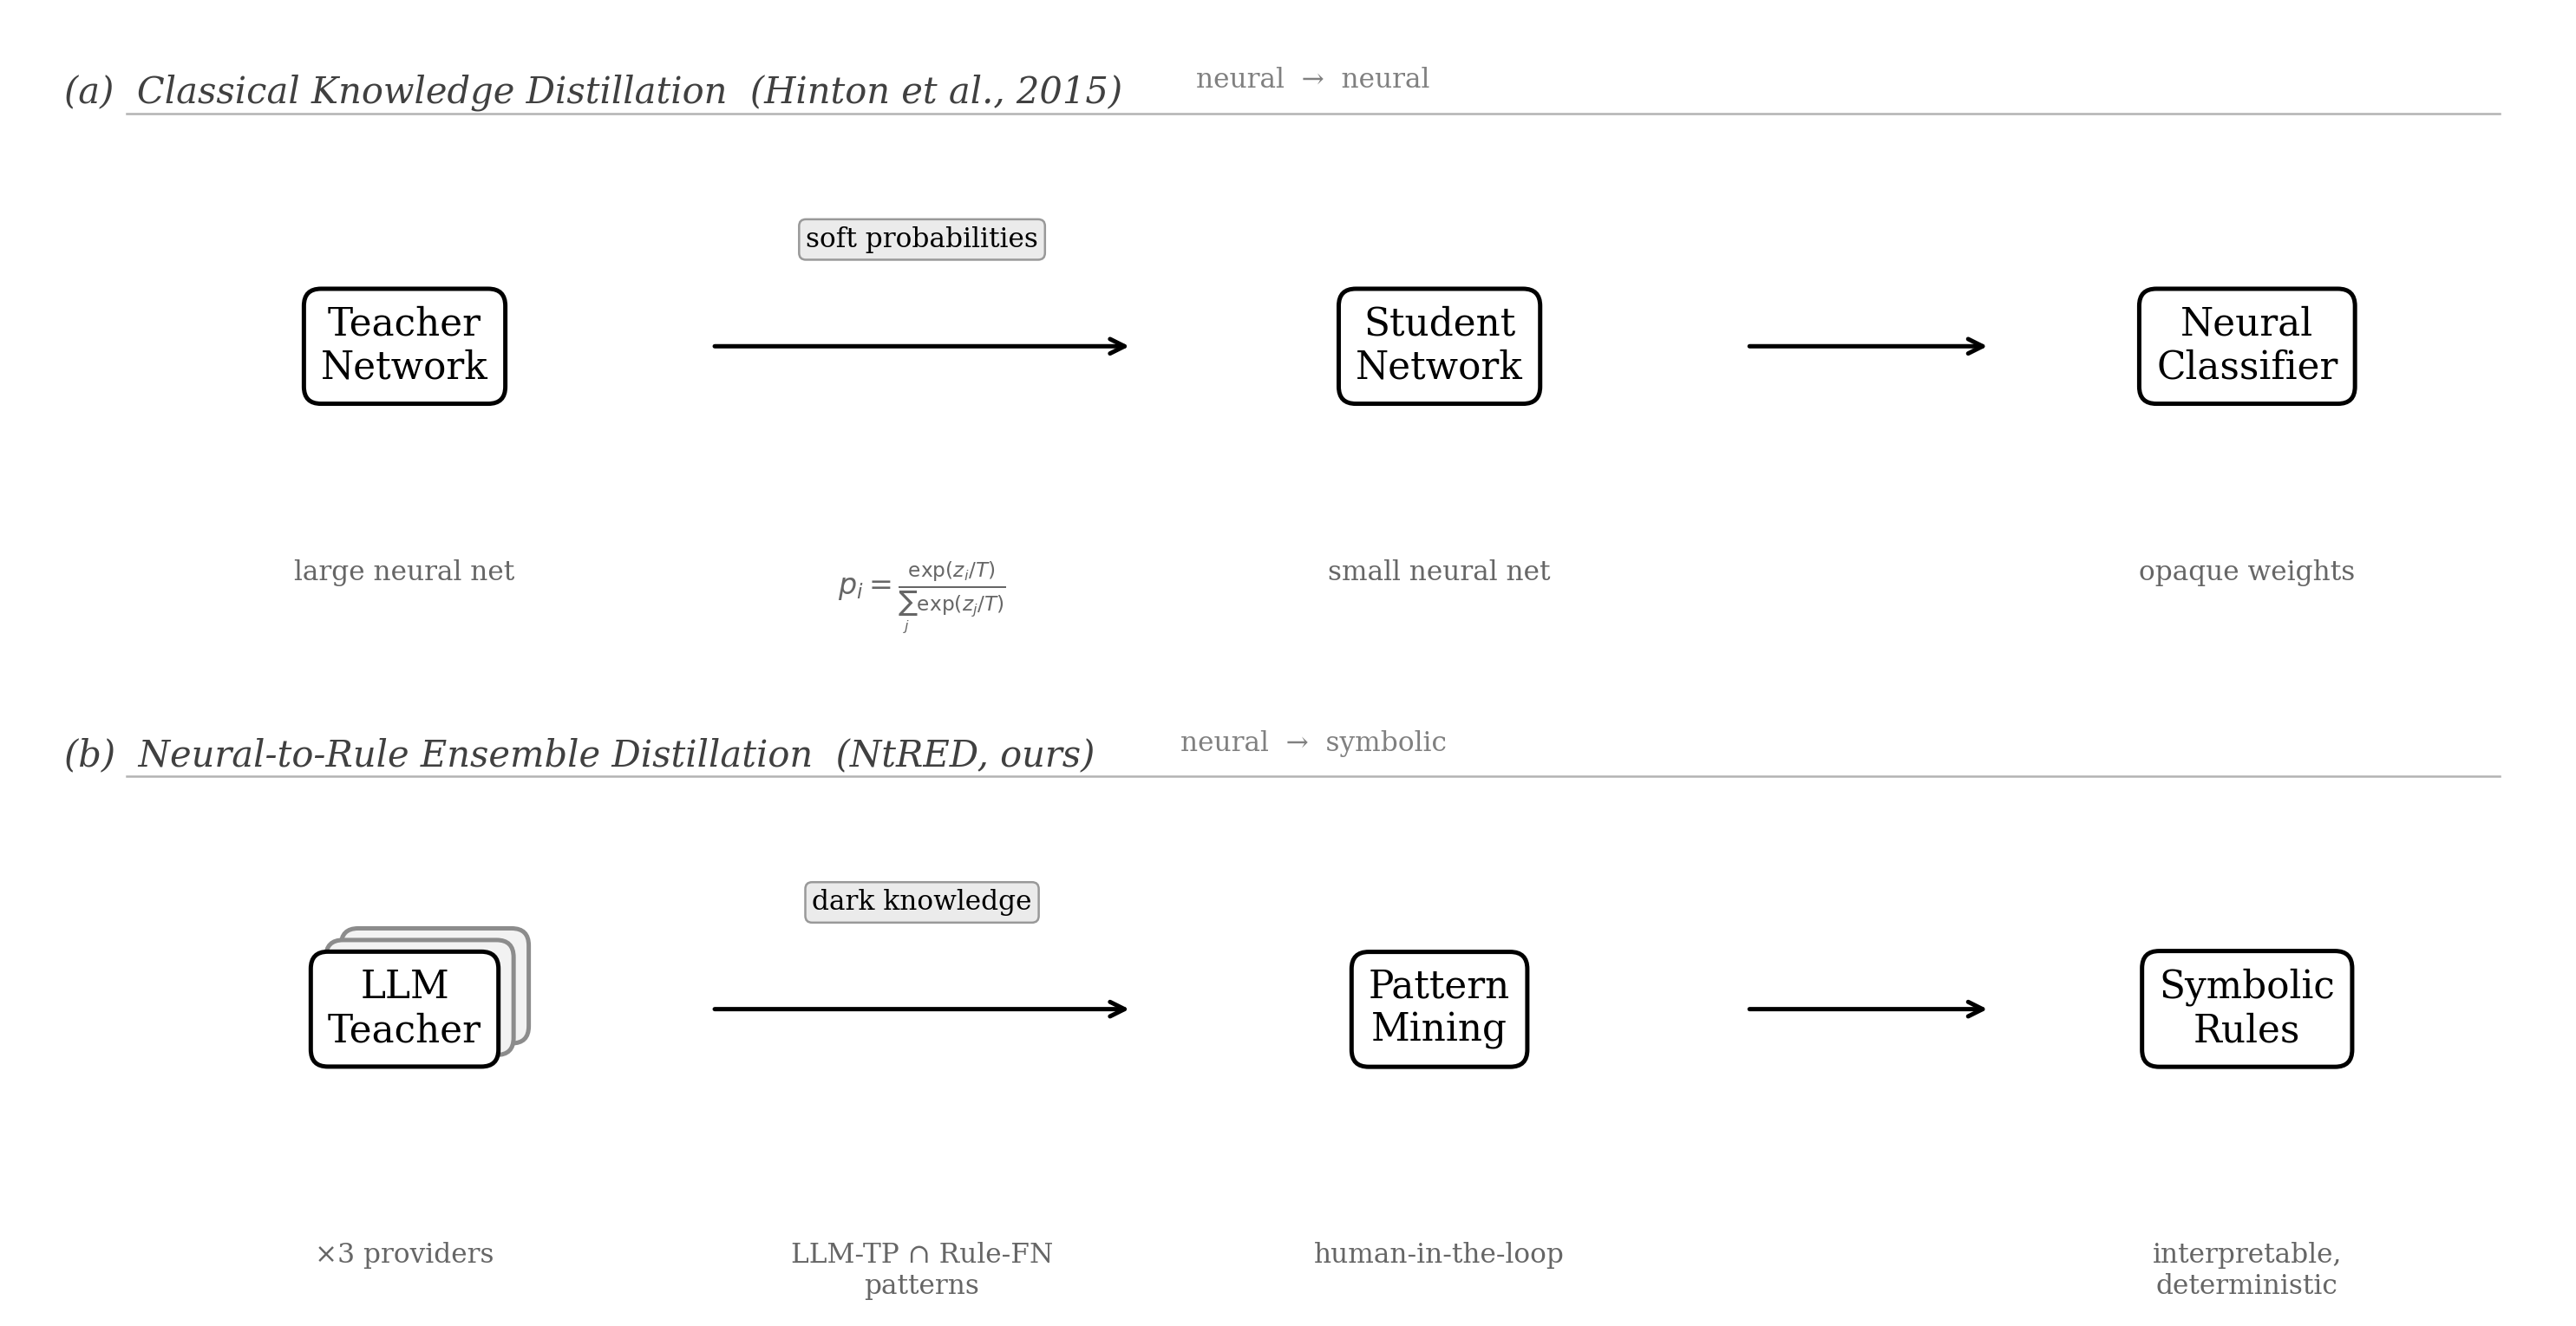 (a)  Classical Knowledge Distillation  (Hinton et al., 2015)    neural → neural
soft probabilities
Teacher
Network
Student
Network
Neural
Classifier
large neural net
p_i = exp(z_i/T) / ∑_j exp(z_j/T)
small neural net
opaque weights
(b)  Neural-to-Rule Ensemble Distillation  (NtRED, ours)    neural → symbolic
dark knowledge
LLM
Teacher
Pattern
Mining
Symbolic
Rules
×3 providers
LLM-TP ∩ Rule-FN
patterns
human-in-the-loop
interpretable,
deterministic